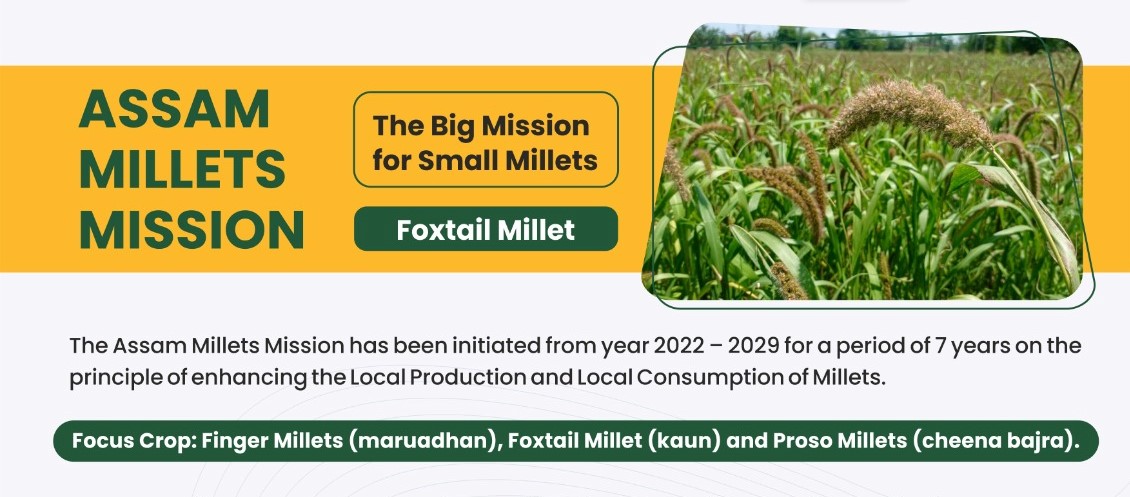 ASSAM
MILLETS
MISSION
The Big Mission
for Small Millets
Foxtail Millet
The Assam Millets Mission has been initiated from year 2022 – 2029 for a period of 7 years on the
principle of enhancing the Local Production and Local Consumption of Millets.
Focus Crop: Finger Millets (maruadhan), Foxtail Millet (kaun) and Proso Millets (cheena bajra).